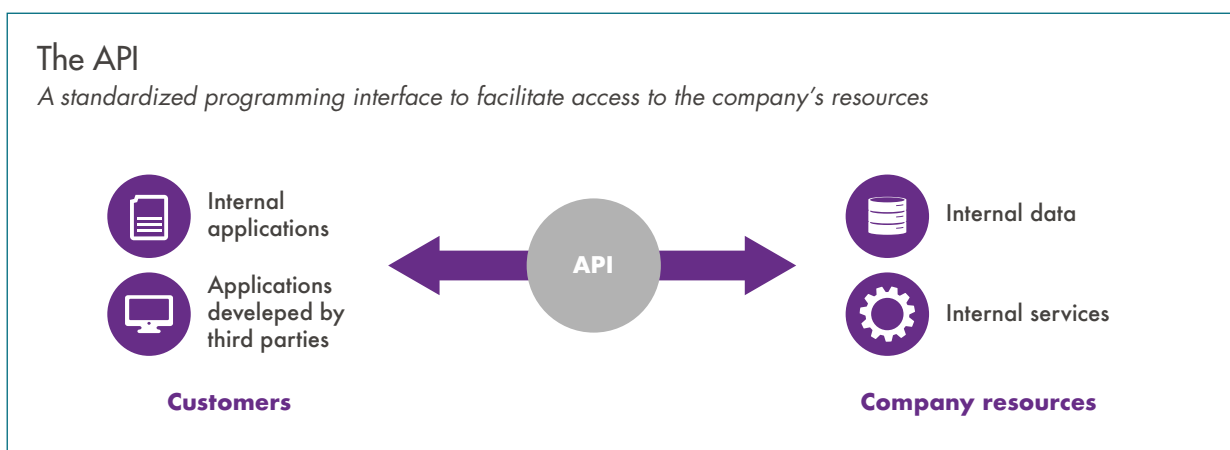 The API
A standardized programming interface to facilitate access to the company’s resources
Internal
applications
Applications
develeped by
third parties
Customers
API
Internal data
Internal services
Company resources